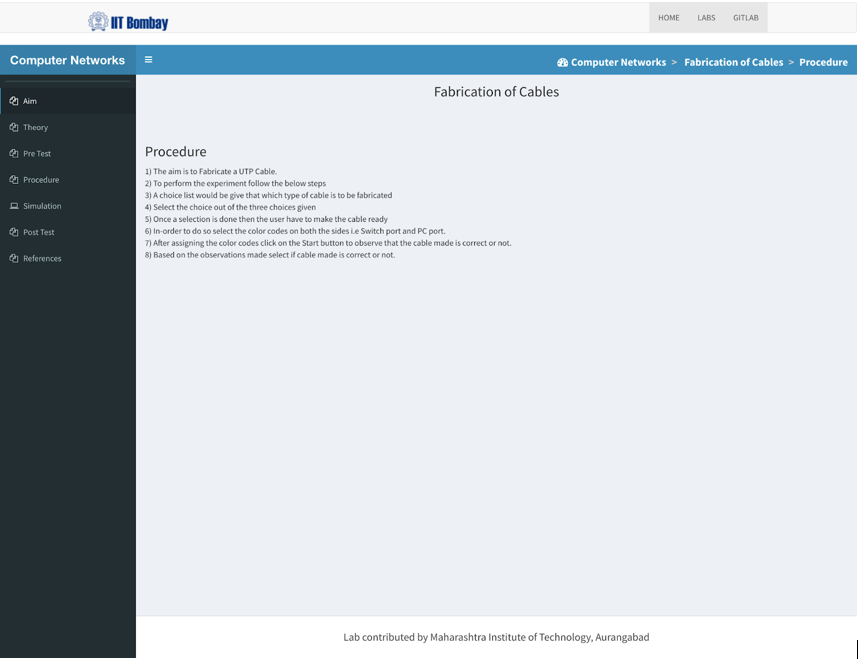 IIT Bombay
HOME LABS GITLAB
Computer Networks
Computer Networks > Fabrication of Cables > Procedure
Aim
Theory
Pre Test
Procedure
Simulation
Post Test
References
Fabrication of Cables
Procedure
1) The aim is to Fabricate a UTP Cable.
2) To perform the experiment follow the below steps
3) A choice list would be give that which type of cable is to be fabricated
4) Select the choice out of the three choices given
5) Once a selection is done then the user have to make the cable ready
6) In-order to do so select the color codes on both the sides i.e Switch port and PC port.
7) After assigning the color codes click on the Start button to observe that the cable made is correct or not.
8) Based on the observations made select if cable made is correct or not.
Lab contributed by Maharashtra Institute of Technology, Aurangabad